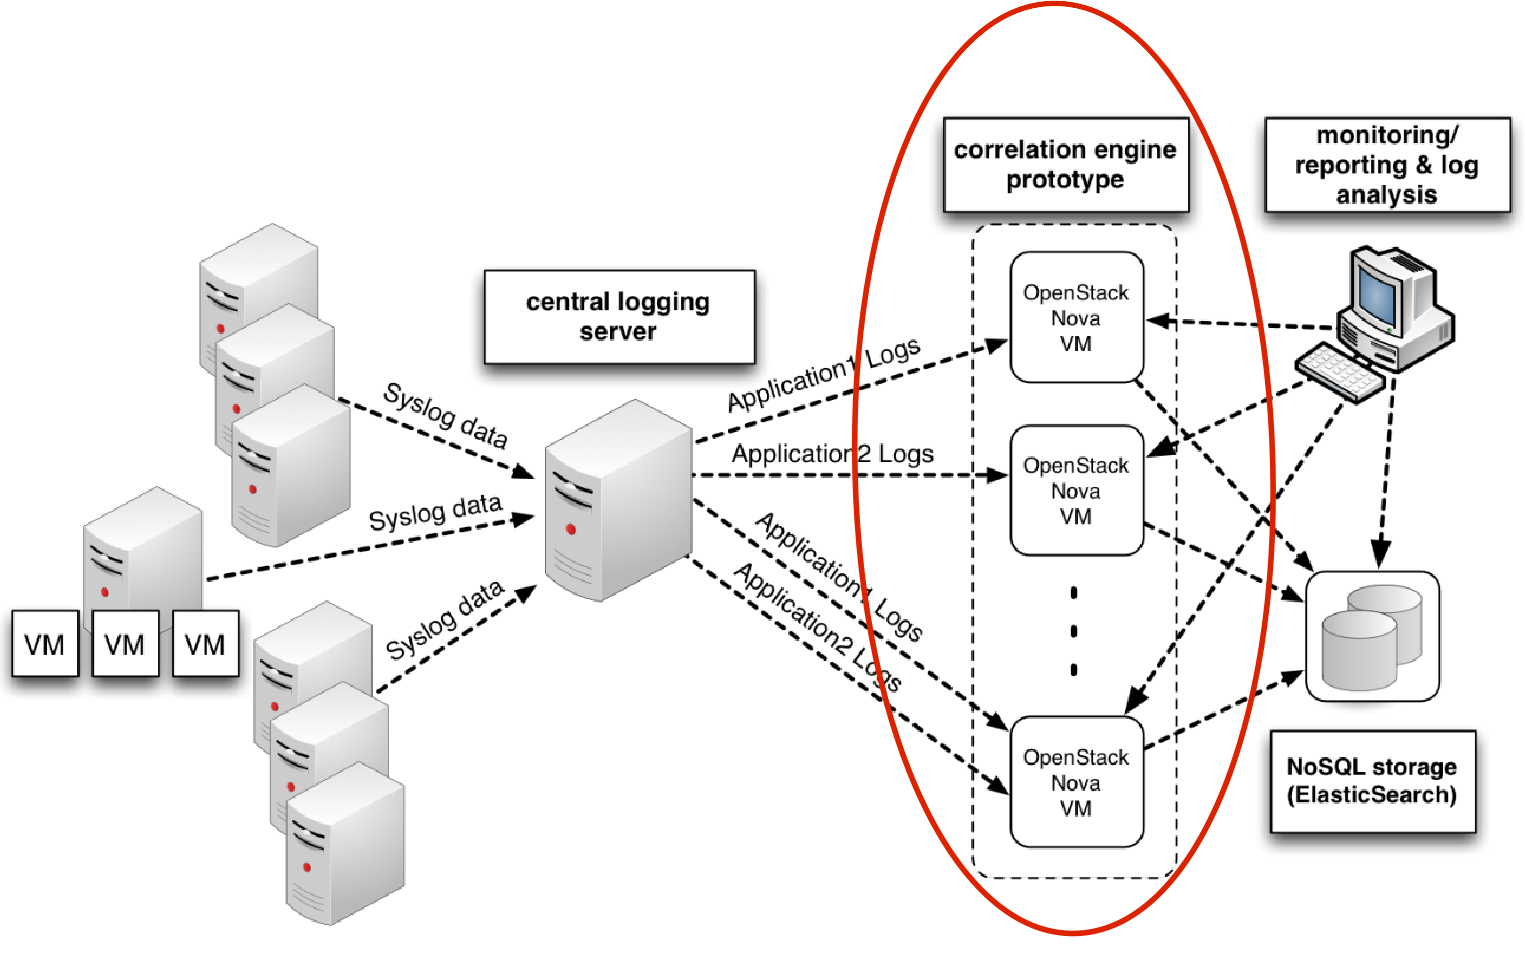 correlation engine
prototype
monitoring/
reporting & log
analysis
central logging
server
OpenStack
Nova
VM
Application1 Logs
Syslog data
Application2 Logs
OpenStack
Nova
VM
Syslog data
Application1 Logs
Application2 Logs
Syslog data
VM
VM
VM
OpenStack
Nova
VM
NoSQL storage
(ElasticSearch)